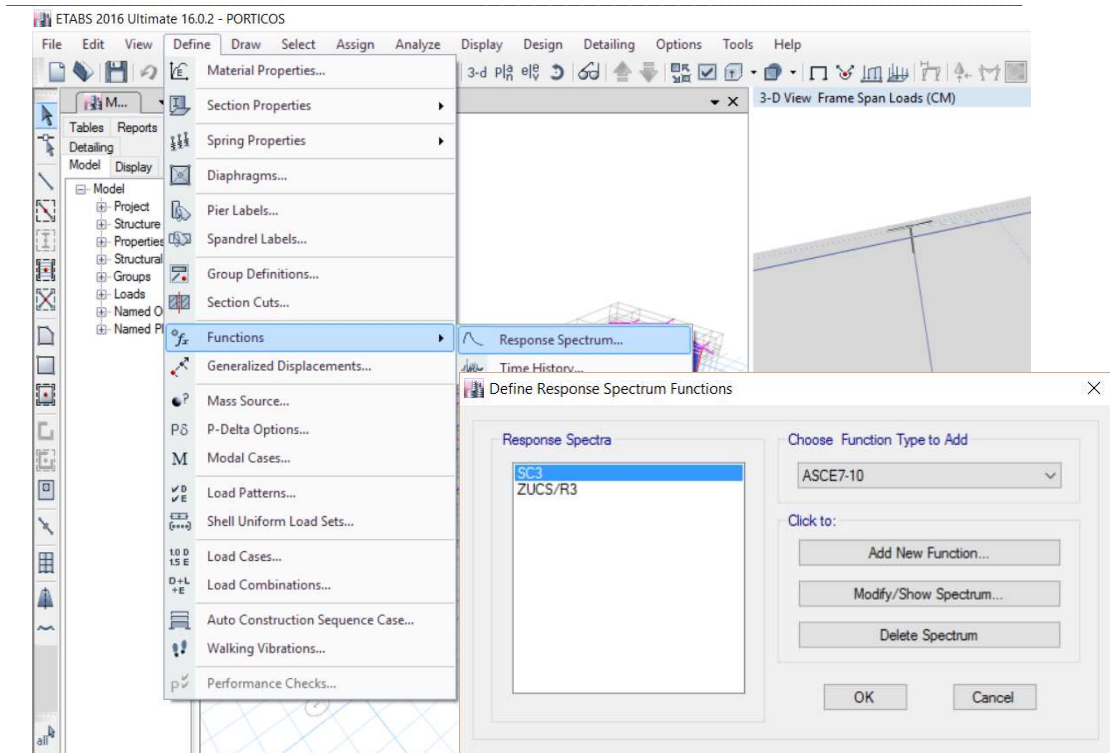 ETABS 2016 Ultimate 16.0.2 - PORTICOS
File Edit View Define Draw Select Assign Analyze Display Design Detailing Options Tools Help
3-d
M...
Tables Reports
Detailing
Model Display
Model
Project
Structure
Properties
Structural
Groups
Loads
Named O
Named Pl
all
Material Properties...
Section Properties
Spring Properties
Diaphragms...
Pier Labels...
Spandrel Labels...
Group Definitions...
Section Cuts...
Functions
Generalized Displacements...
Mass Source...
Pδ P-Delta Options...
M Modal Cases...
Load Patterns...
Shell Uniform Load Sets...
Load Cases...
Load Combinations...
Auto Construction Sequence Case...
Walking Vibrations...
Performance Checks...
Response Spectrum...
Time History...
3-D View Frame Span Loads (CM)
Define Response Spectrum Functions
Response Spectra
SC3
ZUCS/R3
Choose Function Type to Add
ASCE7-10
Click to:
Add New Function...
Modify/Show Spectrum...
Delete Spectrum
OK Cancel